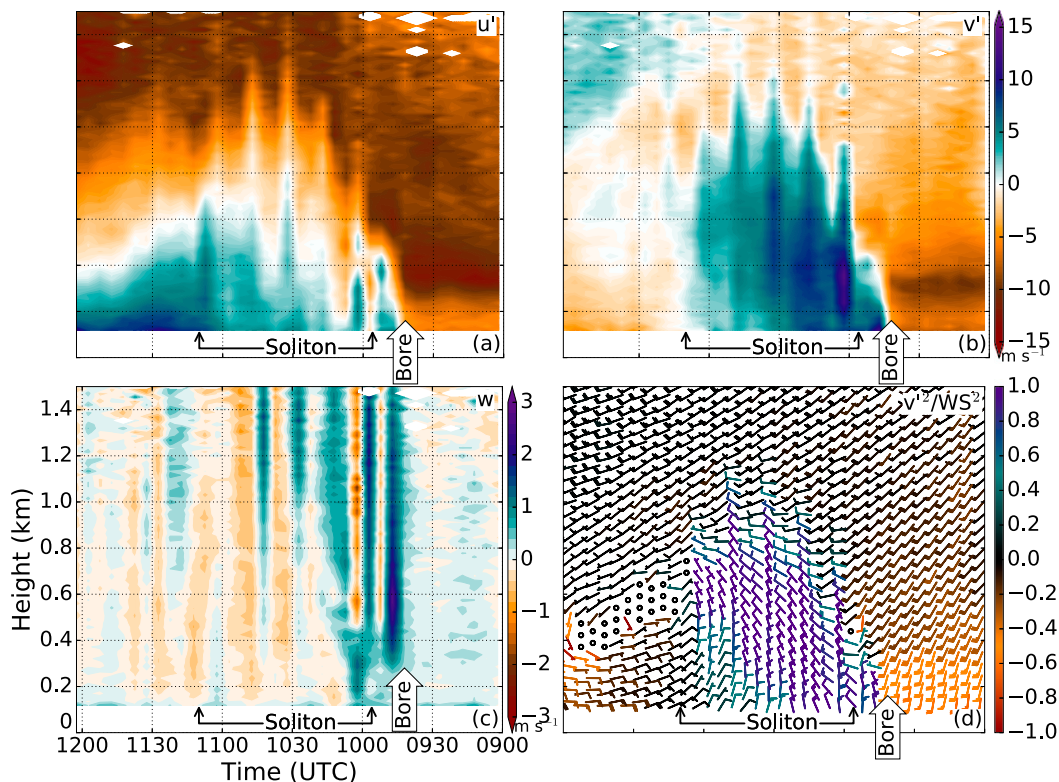 u'
v'
15
10
5
0
−5
−10
−15
m s⁻¹
Soliton
Bore
(a)
Soliton
Bore
(b)
w
3
2
1
0
−1
−2
−3
m s⁻¹
v'²/WS²
1.0
0.8
0.6
0.4
0.2
0.0
−0.2
−0.4
−0.6
−0.8
−1.0
Height (km)
1.4
1.2
1.0
0.8
0.6
0.4
0.2
0
Soliton
Bore
(c)
Soliton
Bore
(d)
1200 1130 1100 1030 1000 0930 0900
Time (UTC)